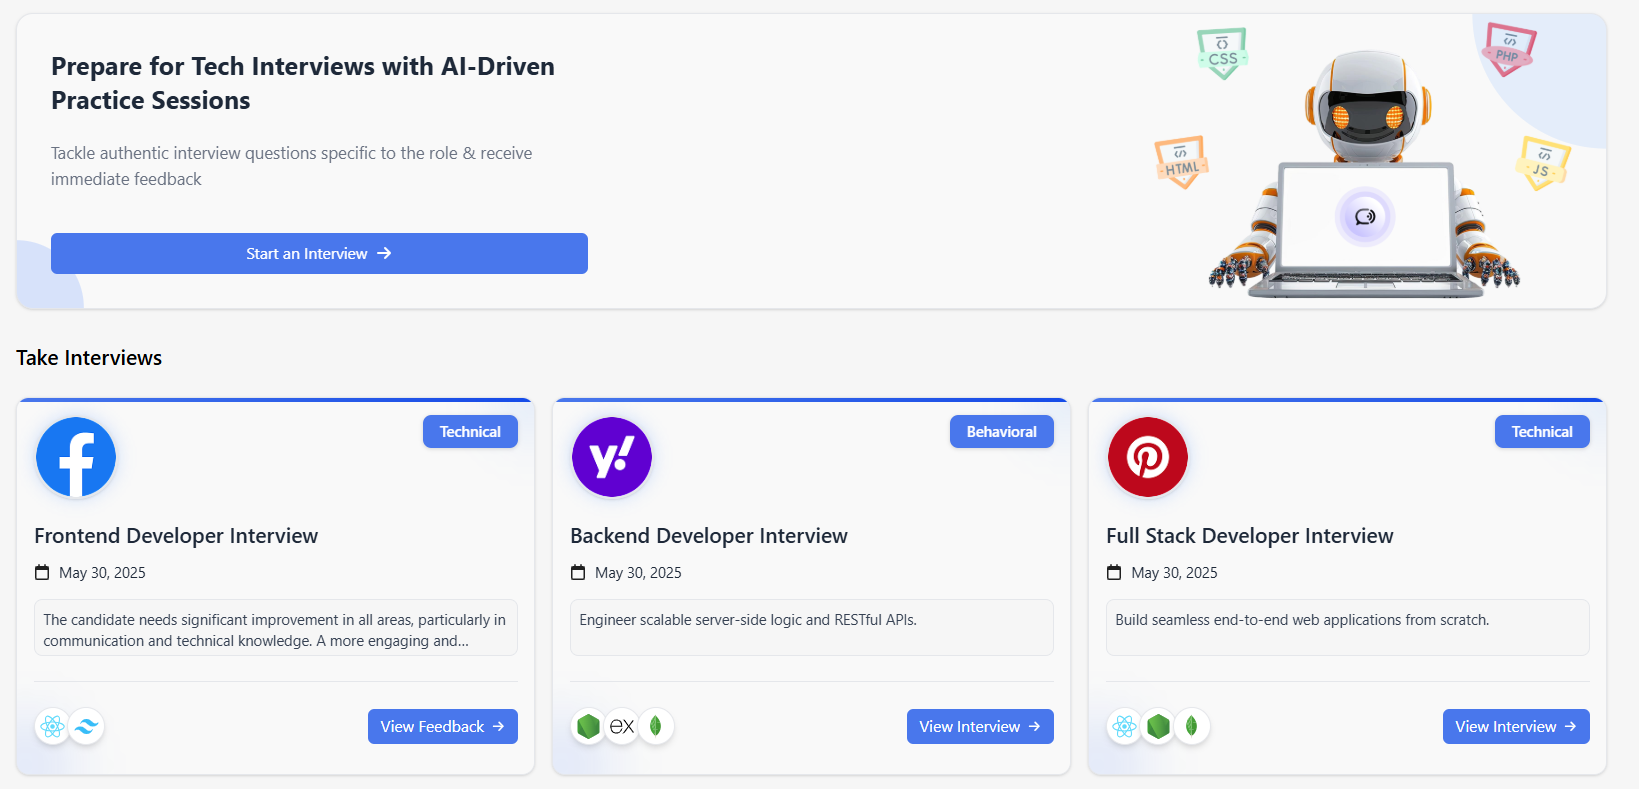 Prepare for Tech Interviews with AI-Driven
Practice Sessions
Tackle authentic interview questions specific to the role & receive
immediate feedback
Start an Interview →
CSS
PHP
HTML
JS
Take Interviews
Technical
Frontend Developer Interview
May 30, 2025
The candidate needs significant improvement in all areas, particularly in
communication and technical knowledge. A more engaging and...
View Feedback →
y!
Behavioral
Backend Developer Interview
May 30, 2025
Engineer scalable server-side logic and RESTful APIs.
ex
View Interview →
Technical
Full Stack Developer Interview
May 30, 2025
Build seamless end-to-end web applications from scratch.
View Interview →